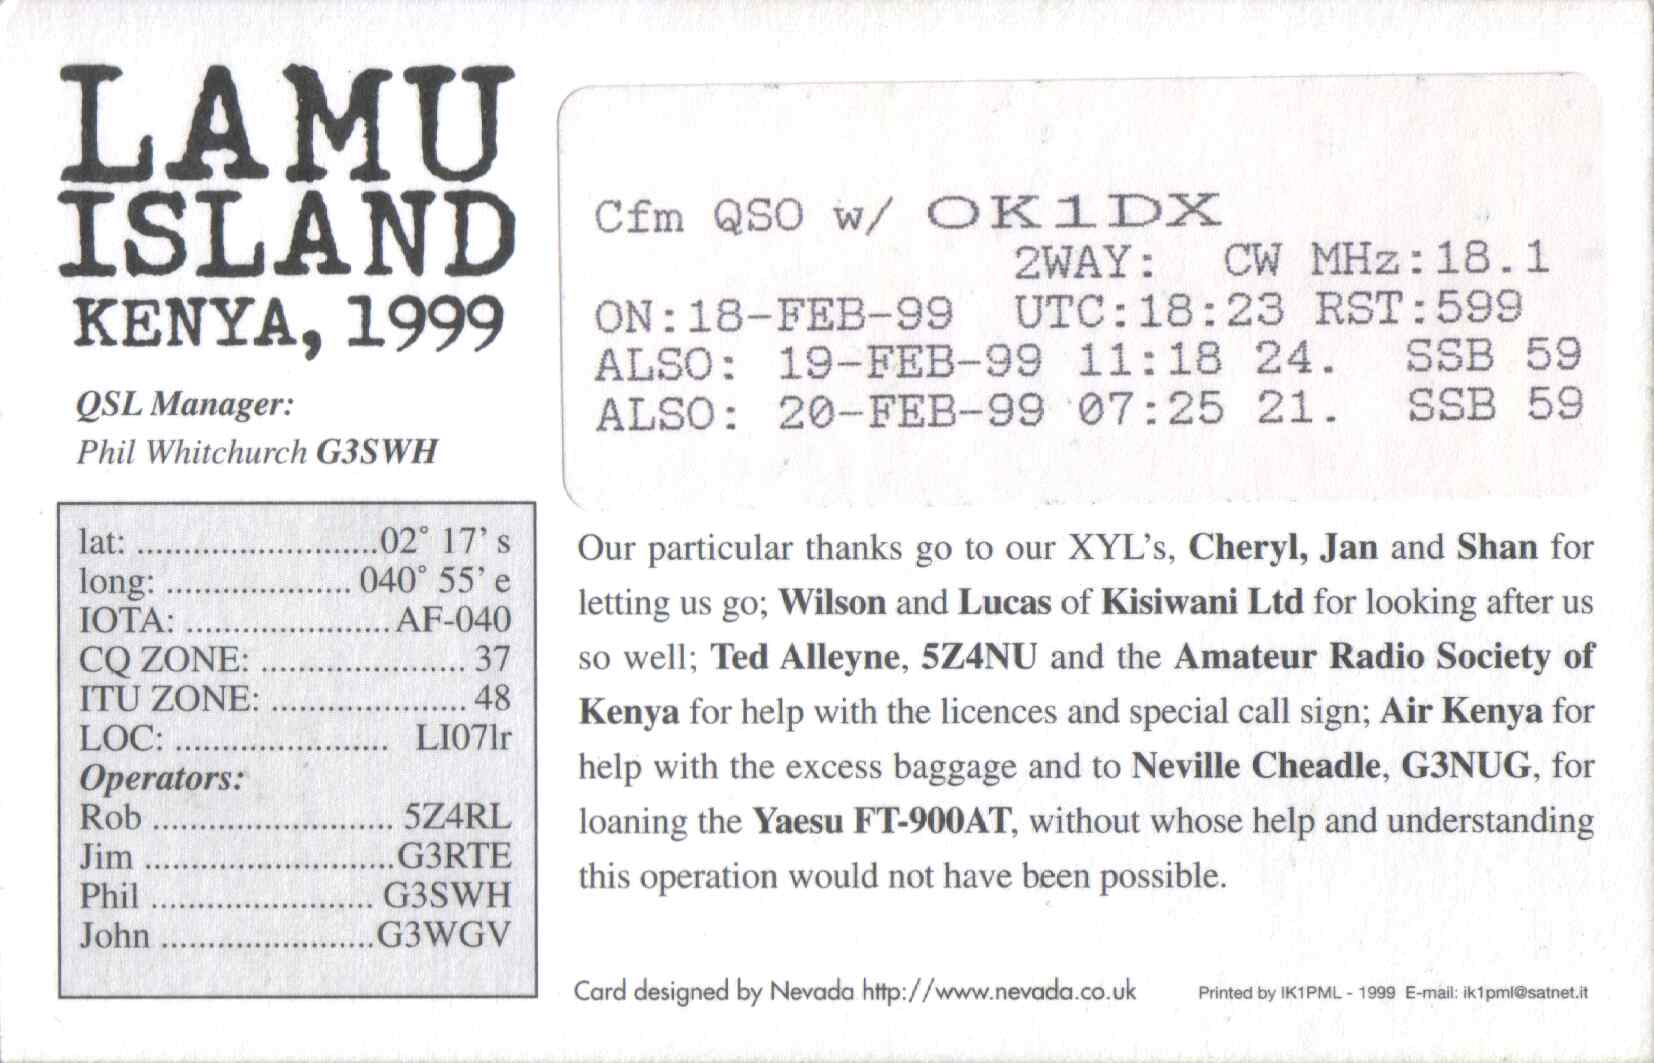 LAMU
ISLAND
KENYA, 1999
QSL Manager:
Phil Whitchurch G3SWH
lat: ..........................02° 17' s
long: .................... 040° 55' e
IOTA: ......................AF-040
CQ ZONE: ...................... 37
ITU ZONE: ..................... 48
LOC: ....................... LI07lr
Operators:
Rob .......................... 5Z4RL
Jim ...........................G3RTE
Phil ........................ G3SWH
John .......................G3WGV
Cfm QSO w/ OK1DX
2WAY: CW MHz:18.1
ON:18-FEB-99 UTC:18:23 RST:599
ALSO: 19-FEB-99 11:18 24. SSB 59
ALSO: 20-FEB-99 07:25 21. SSB 59
Our particular thanks go to our XYL's, Cheryl, Jan and Shan for
letting us go; Wilson and Lucas of Kisiwani Ltd for looking after us
so well; Ted Alleyne, 5Z4NU and the Amateur Radio Society of
Kenya for help with the licences and special call sign; Air Kenya for
help with the excess baggage and to Neville Cheadle, G3NUG, for
loaning the Yaesu FT-900AT, without whose help and understanding
this operation would not have been possible.
Card designed by Nevada http://www.nevada.co.uk
Printed by IK1PML - 1999 E-mail: ik1pml@satnet.it